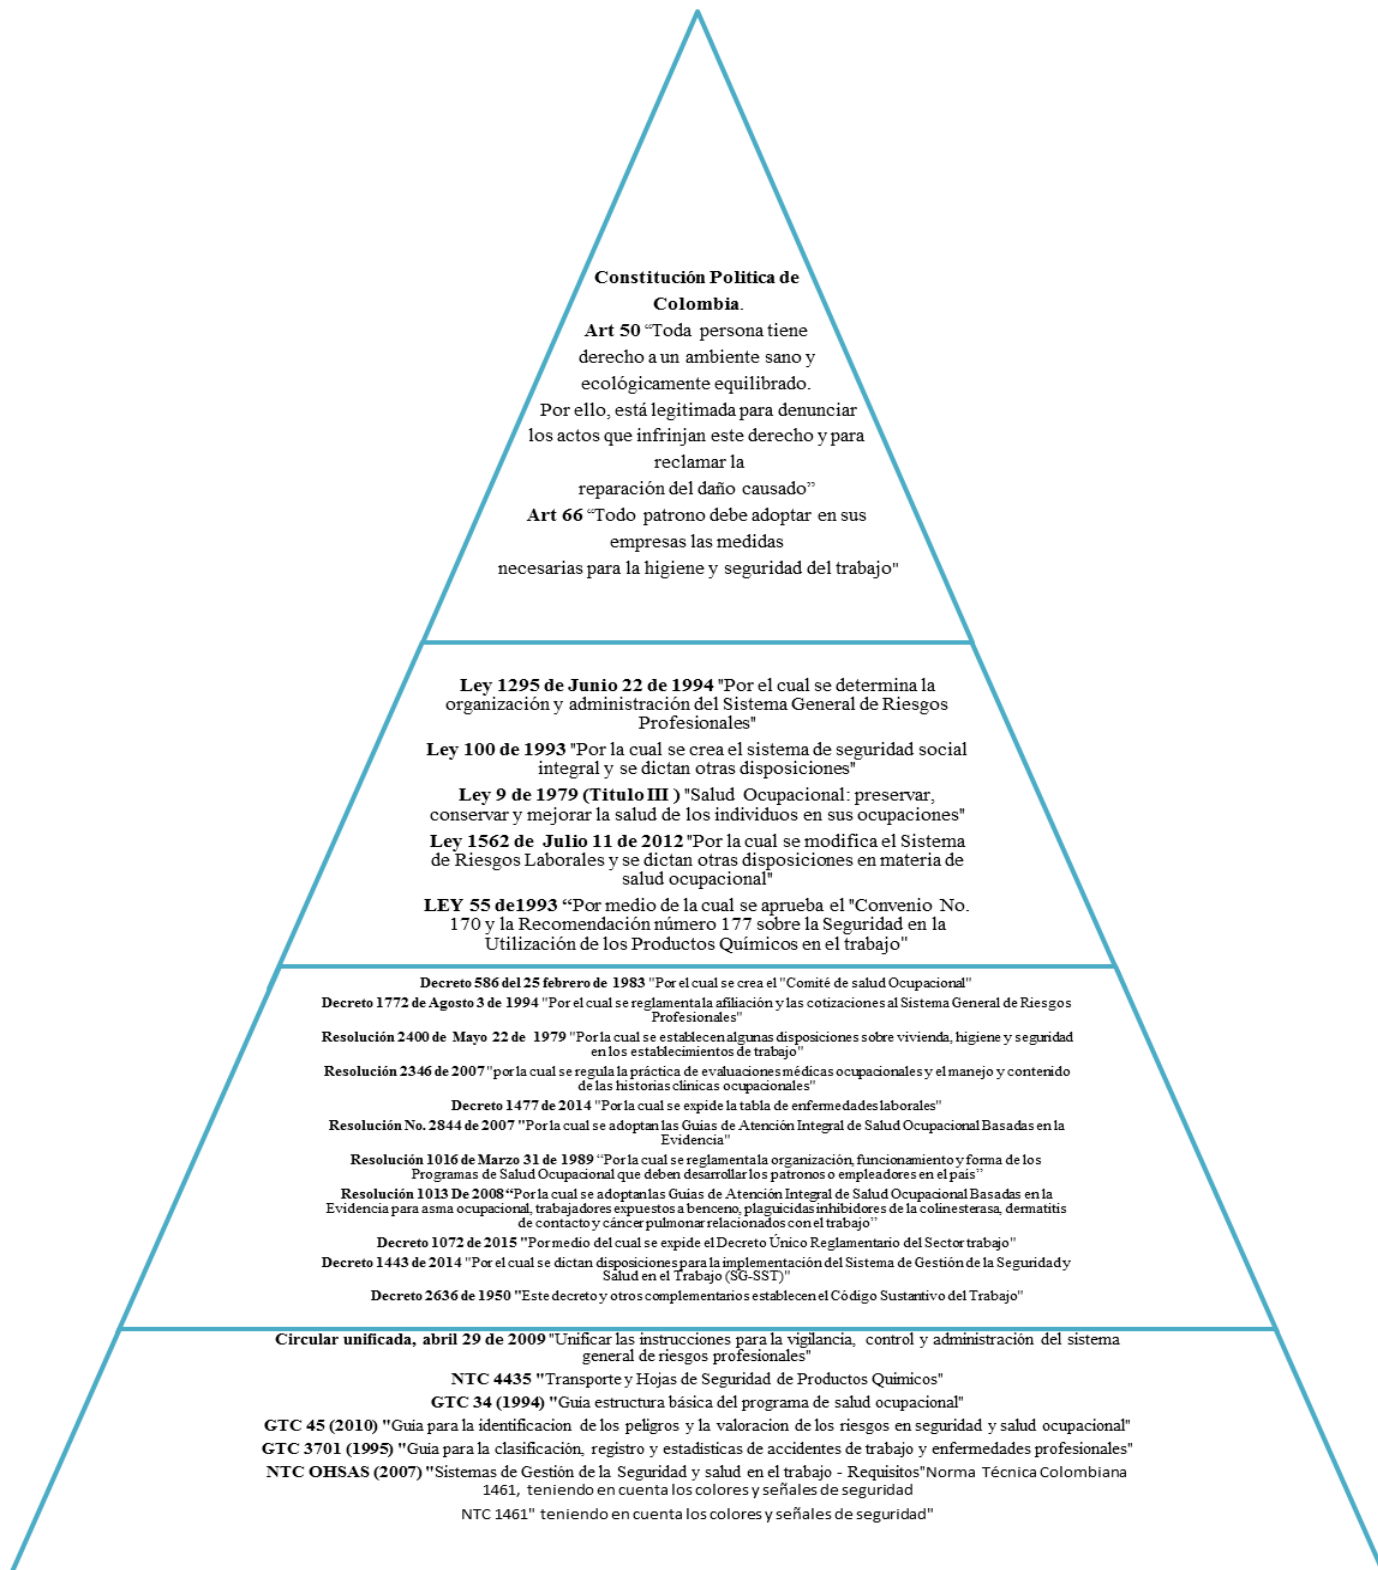 Constitución Politica de
Colombia.
Art 50 “Toda persona tiene
derecho a un ambiente sano y
ecológicamente equilibrado.
Por ello, está legitimada para denunciar
los actos que infrinjan este derecho y para
reclamar la
reparación del daño causado”
Art 66 “Todo patrono debe adoptar en sus
empresas las medidas
necesarias para la higiene y seguridad del trabajo"
Ley 1295 de Junio 22 de 1994 "Por el cual se determina la
organización y administración del Sistema General de Riesgos
Profesionales"
Ley 100 de 1993 "Por la cual se crea el sistema de seguridad social
integral y se dictan otras disposiciones"
Ley 9 de 1979 (Titulo III ) "Salud Ocupacional: preservar,
conservar y mejorar la salud de los individuos en sus ocupaciones"
Ley 1562 de Julio 11 de 2012 "Por la cual se modifica el Sistema
de Riesgos Laborales y se dictan otras disposiciones en materia de
salud ocupacional"
LEY 55 de1993 “Por medio de la cual se aprueba el "Convenio No.
170 y la Recomendación número 177 sobre la Seguridad en la
Utilización de los Productos Químicos en el trabajo"
Decreto 586 del 25 febrero de 1983 "Por el cual se crea el "Comité de salud Ocupacional"
Decreto 1772 de Agosto 3 de 1994 "Por el cual se reglamenta la afiliación y las cotizaciones al Sistema General de Riesgos
Profesionales"
Resolución 2400 de Mayo 22 de 1979 "Por la cual se establecen algunas disposiciones sobre vivienda, higiene y seguridad
en los establecimientos de trabajo"
Resolución 2346 de 2007 "por la cual se regula la práctica de evaluaciones médicas ocupacionales y el manejo y contenido
de las historias clínicas ocupacionales"
Decreto 1477 de 2014 "Por la cual se expide la tabla de enfermedades laborales"
Resolución No. 2844 de 2007 "Por la cual se adoptan las Guias de Atención Integral de Salud Ocupacional Basadas en la
Evidencia"
Resolución 1016 de Marzo 31 de 1989 “Por la cual se reglamenta la organización, funcionamiento y forma de los
Programas de Salud Ocupacional que deben desarrollar los patronos o empleadores en el país”
Resolución 1013 De 2008 “Por la cual se adoptan las Guias de Atención Integral de Salud Ocupacional Basadas en la
Evidencia para asma ocupacional, trabajadores expuestos a benceno, plaguicidas inhibidores de la colinesterasa, dermatitis
de contacto y cáncer pulmonar relacionados con el trabajo”
Decreto 1072 de 2015 "Por medio del cual se expide el Decreto Único Reglamentario del Sector trabajo"
Decreto 1443 de 2014 "Por el cual se dictan disposiciones para la implementación del Sistema de Gestión de la Seguridad y
Salud en el Trabajo (SG-SST)"
Decreto 2636 de 1950 "Este decreto y otros complementarios establecen el Código Sustantivo del Trabajo"
Circular unificada, abril 29 de 2009 "Unificar las instrucciones para la vigilancia, control y administración del sistema
general de riesgos profesionales"
NTC 4435 "Transporte y Hojas de Seguridad de Productos Quimicos"
GTC 34 (1994) "Guia estructura básica del programa de salud ocupacional"
GTC 45 (2010) "Guia para la identificacion de los peligros y la valoracion de los riesgos en seguridad y salud ocupacional"
GTC 3701 (1995) "Guia para la clasificación, registro y estadisticas de accidentes de trabajo y enfermedades profesionales"
NTC OHSAS (2007) "Sistemas de Gestión de la Seguridad y salud en el trabajo - Requisitos"Norma Técnica Colombiana
1461, teniendo en cuenta los colores y señales de seguridad
NTC 1461" teniendo en cuenta los colores y señales de seguridad"